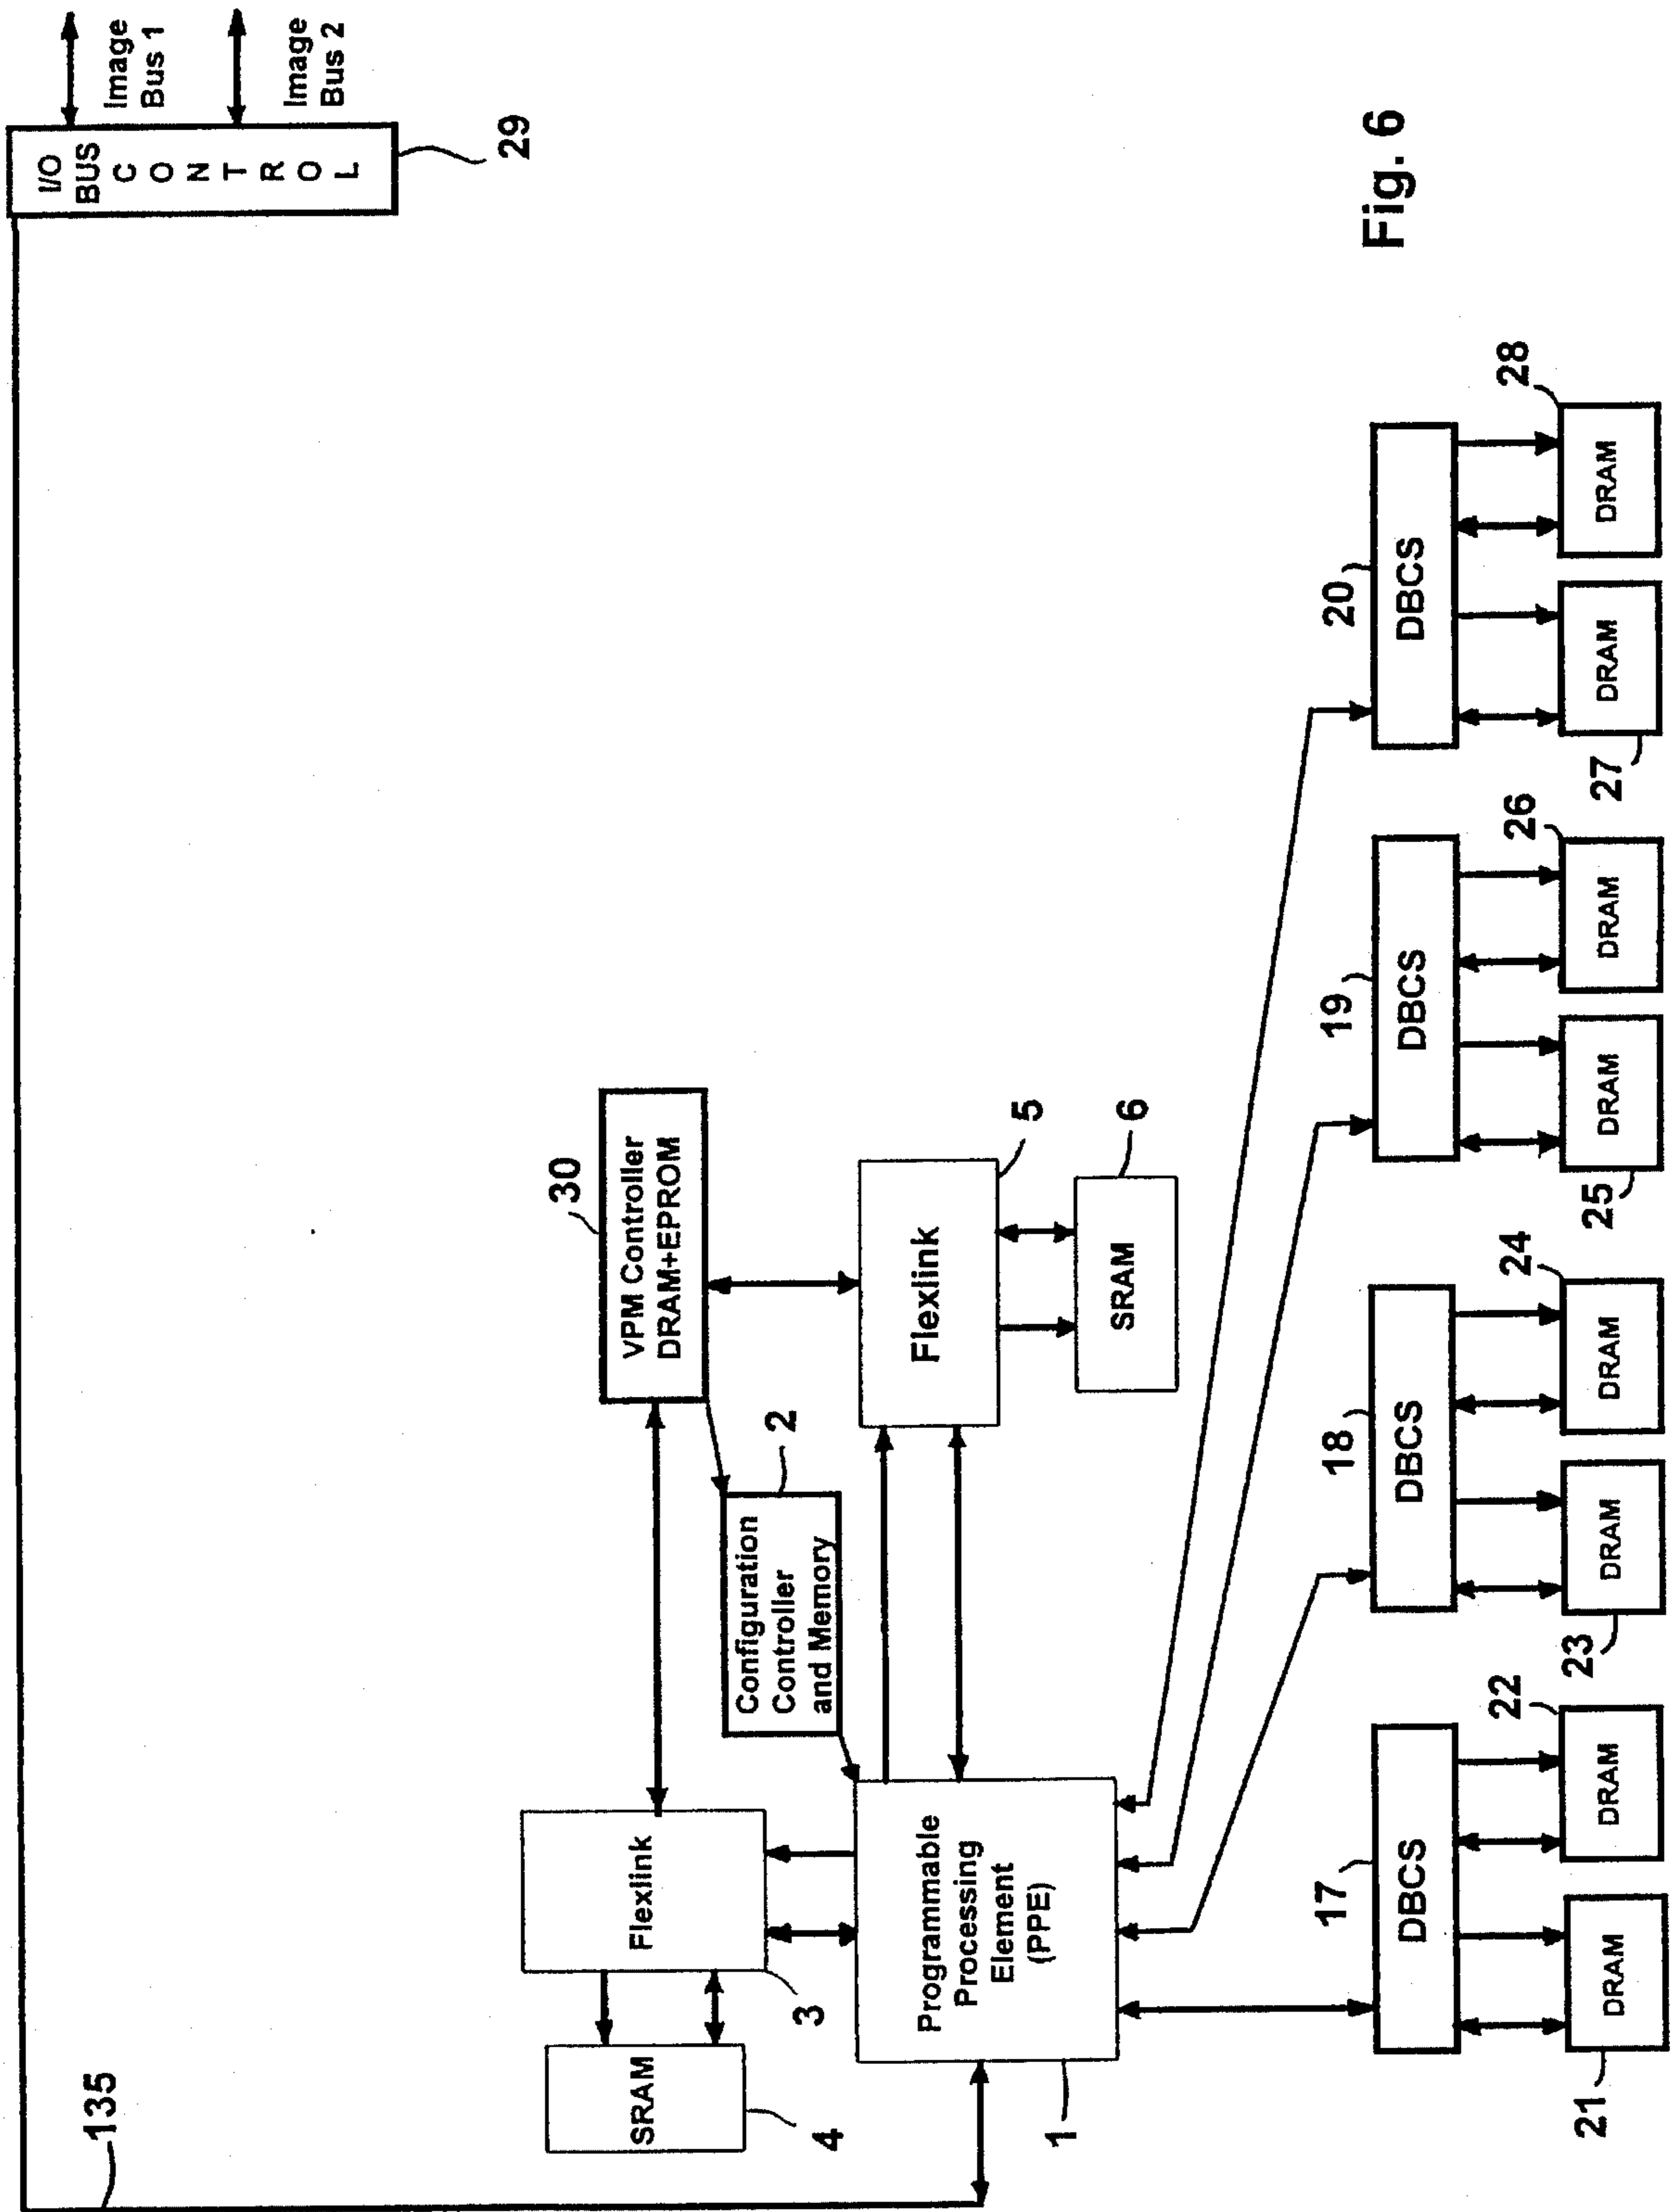 135
I/O
BUS
C
O
N
T
R
O
L
Image
Bus 1
Image
Bus 2
29
30
VPM Controller
DRAM+EPROM
Flexlink
3
SRAM
4
Configuration
Controller
and Memory
2
Flexlink
5
SRAM
6
Programmable
Processing
Element
(PPE)
1
17
DBCS
18
DBCS
19
DBCS
20
DBCS
21
DRAM
22
DRAM
23
DRAM
24
DRAM
25
DRAM
26
DRAM
27
DRAM
28
DRAM
Fig. 6